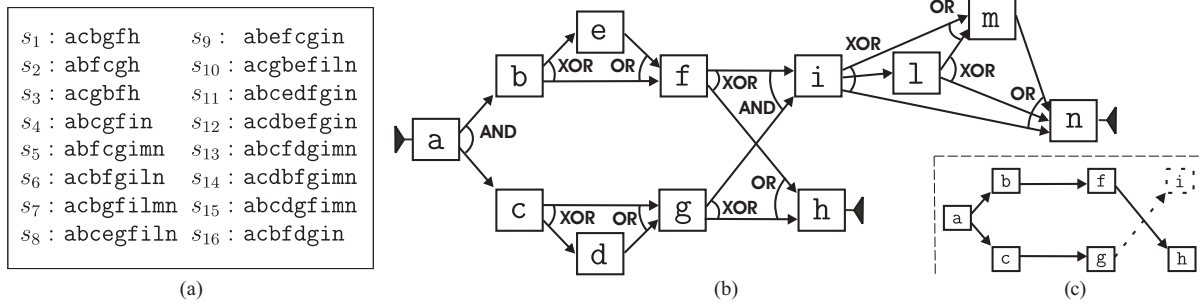 s1 : acbgfh s9 : abefcgin
s2 : abfcgh s10 : acgbefiln
s3 : acgbfh s11 : abcedfgin
s4 : abcgfin s12 : acdbefgin
s5 : abfcgimn s13 : abcfdgimn
s6 : acbfgiln s14 : acdbfgimn
s7 : acbgfilmn s15 : abcdgfimn
s8 : abcegfiln s16 : acbfdgin
(a)
a
AND
b
e
XOR
OR
f
c
XOR
OR
d
g
XOR
AND
XOR
OR
h
i
XOR
OR
m
l
XOR
OR
n
(b)
a
b
f
i
c
g
h
(c)